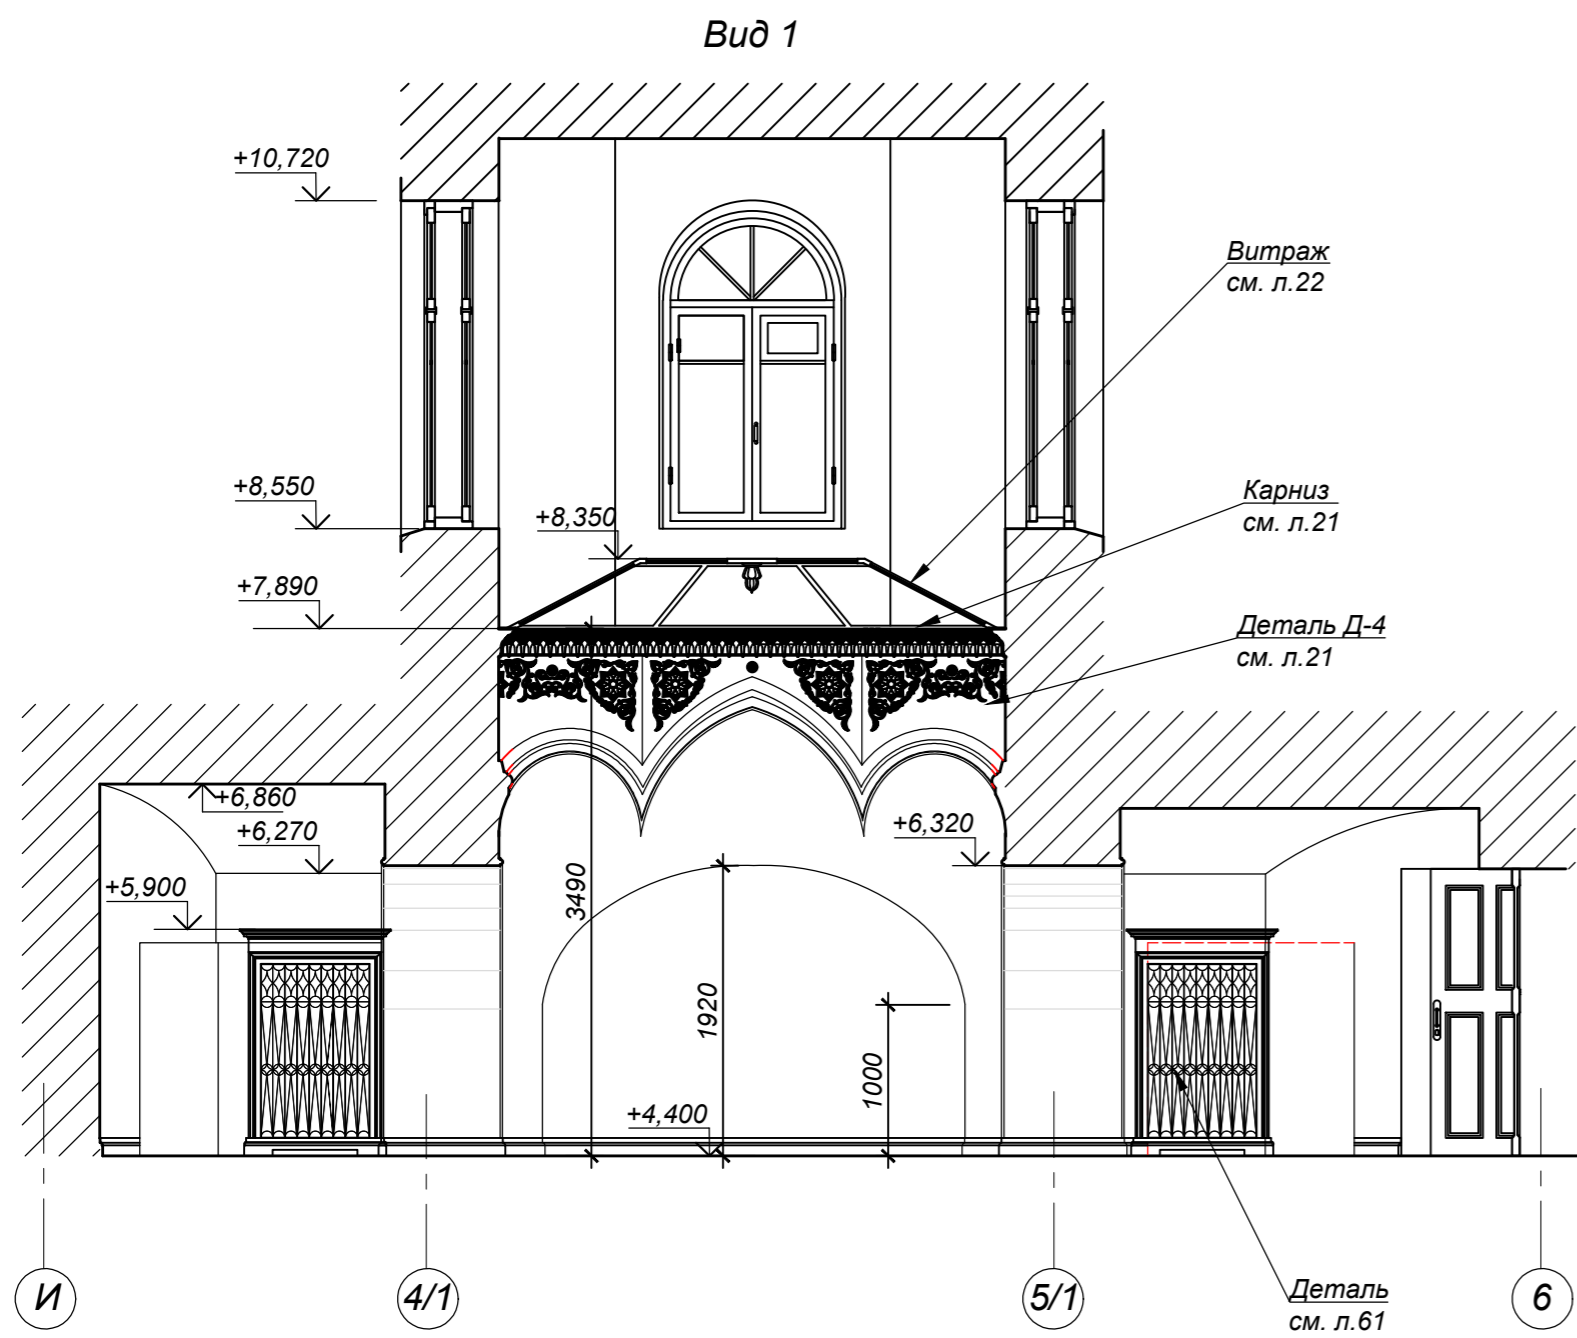 Вид 1
+10,720
Витраж
см. л.22
+8,550
+8,350
Карниз
см. л.21
+7,890
Деталь Д-4
см. л.21
+6,860
+6,270
+6,320
+5,900
3490
1920
1000
+4,400
И
4/1
5/1
6
Деталь
см. л.61